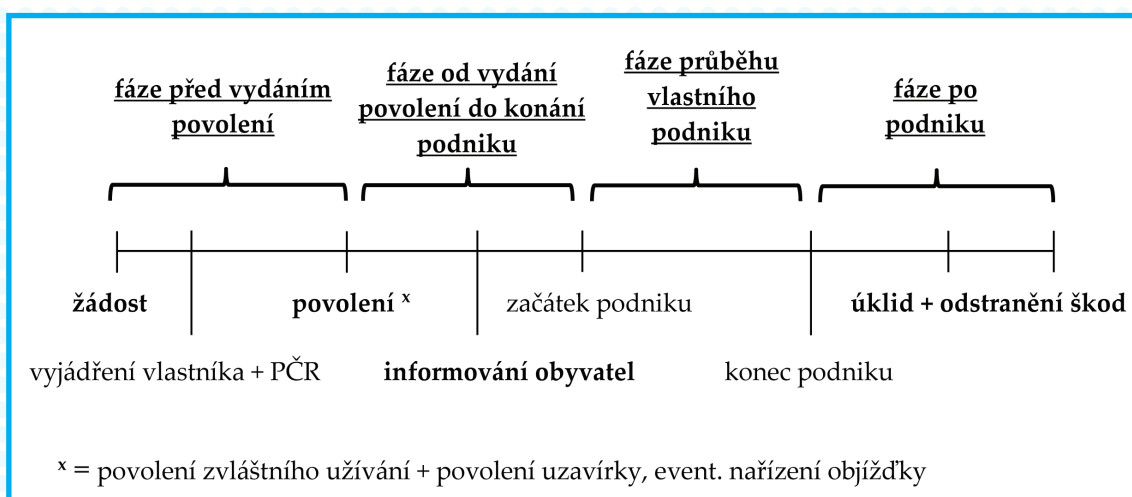 fáze před vydáním
povolení
fáze od vydání
povolení do konání
podniku
fáze průběhu
vlastního
podniku
fáze po
podniku
žádost
povolení ˣ
začátek podniku
úklid + odstranění škod
vyjádření vlastníka + PČR
informování obyvatel
konec podniku
ˣ = povolení zvláštního užívání + povolení uzavírky, event. nařízení objížďky